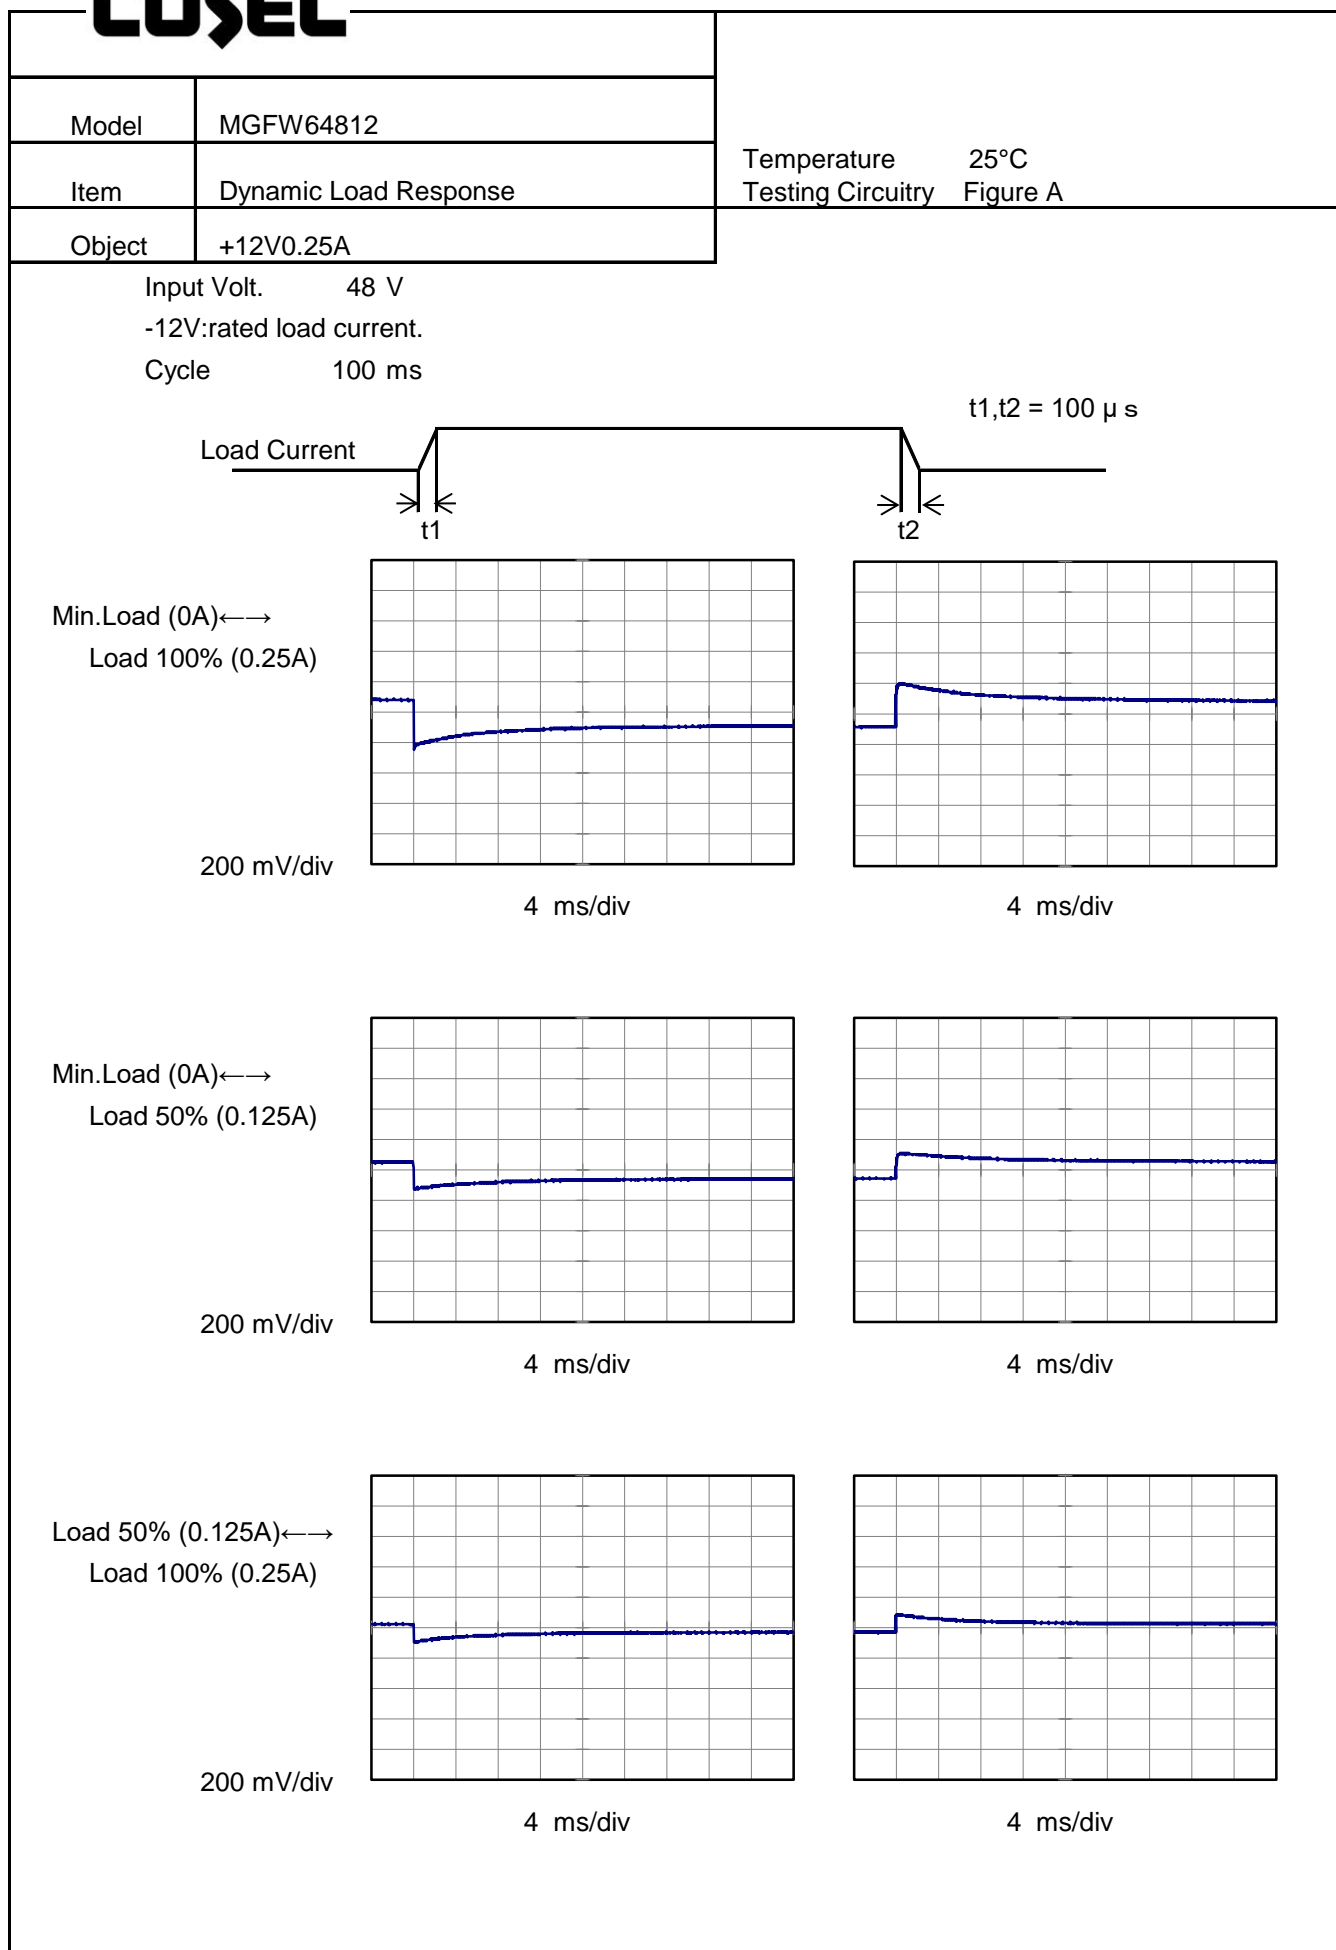 COSEL
Model MGFW64812
Temperature 25°C
Item Dynamic Load Response Testing Circuitry Figure A
Object +12V0.25A
Input Volt. 48 V
-12V:rated load current.
Cycle 100 ms
t1,t2 = 100 μs
Load Current
t1 t2
Min.Load (0A)←→
Load 100% (0.25A)
200 mV/div
4 ms/div 4 ms/div
Min.Load (0A)←→
Load 50% (0.125A)
200 mV/div
4 ms/div 4 ms/div
Load 50% (0.125A)←→
Load 100% (0.25A)
200 mV/div
4 ms/div 4 ms/div